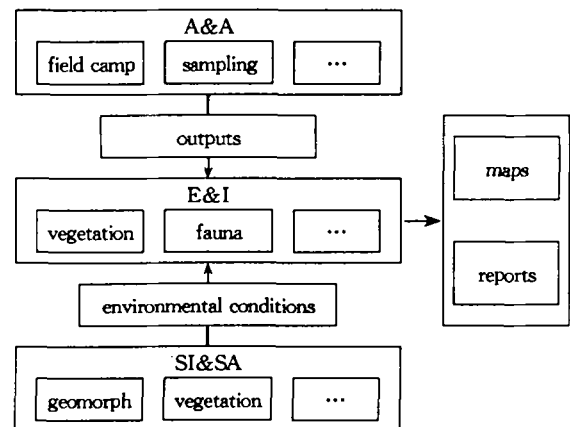 A&A
field camp sampling ...
outputs
E&I
maps
vegetation fauna ...
reports
environmental conditions
SI&SA
geomorph vegetation ...